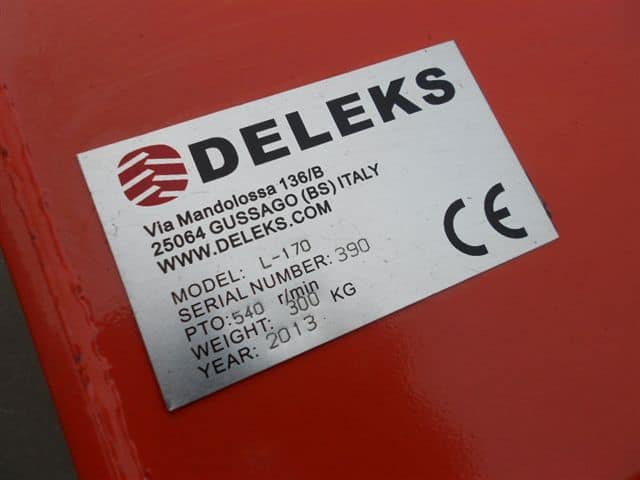 DELEKS
Via Mandolossa 136/B
25064 GUSSAGO (BS) ITALY
WWW.DELEKS.COM
MODEL: L-170
SERIAL NUMBER: 390
PTO: 540 r/min
WEIGHT: 300 KG
YEAR: 2013
CE